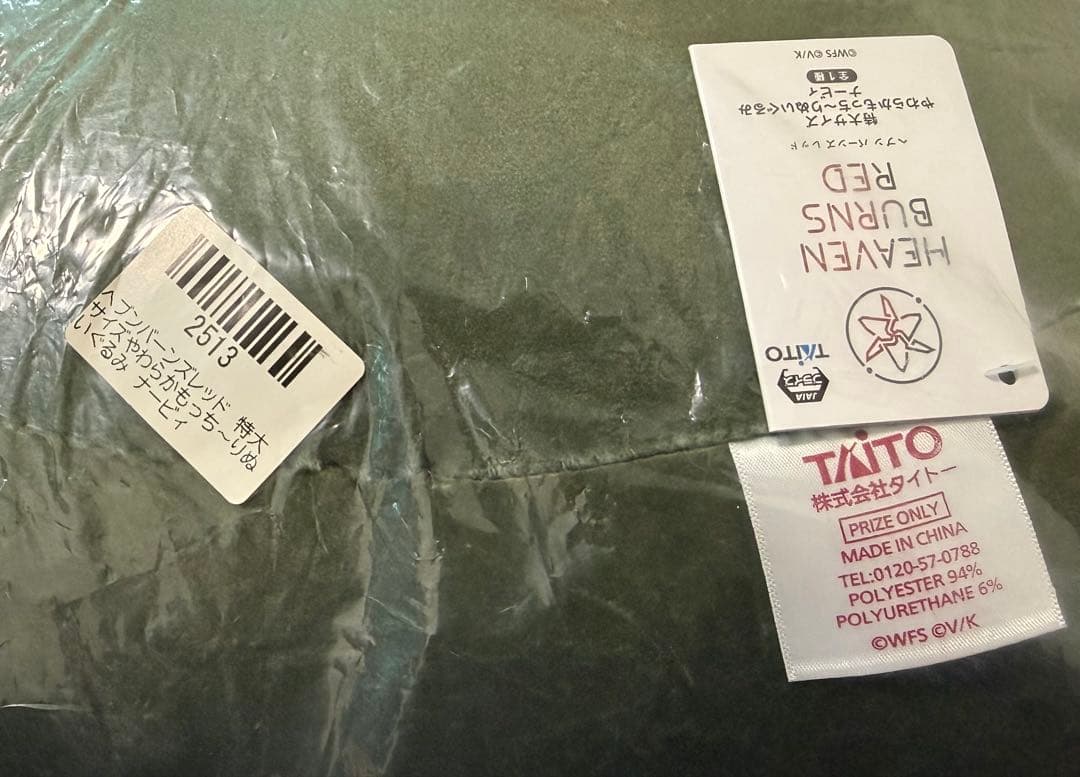 2513
ヘブンバーンズレッド 特大
サイズやわらかもっち～りぬ
いぐるみ ナービィ
HEAVEN
BURNS
RED
ヘブンバーンズレッド
特大サイズ
やわらかもっち～りぬいぐるみ
ナービィ
全1種
©WFS ©V/K
TAITO
JAIA
プライズ
TAITO
株式会社タイトー
PRIZE ONLY
MADE IN CHINA
TEL:0120-57-0788
POLYESTER 94%
POLYURETHANE 6%
©WFS ©V/K